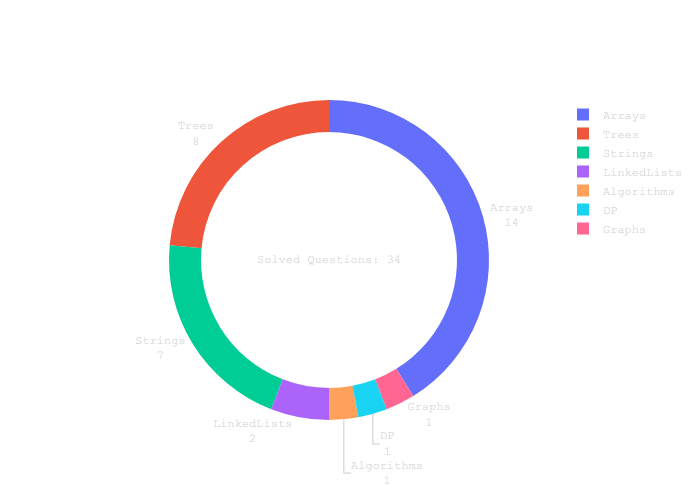 Trees
8
Arrays
14
Solved Questions: 34
Strings
7
LinkedLists
2
Graphs
1
DP
1
Algorithms
1
Arrays
Trees
Strings
LinkedLists
Algorithms
DP
Graphs